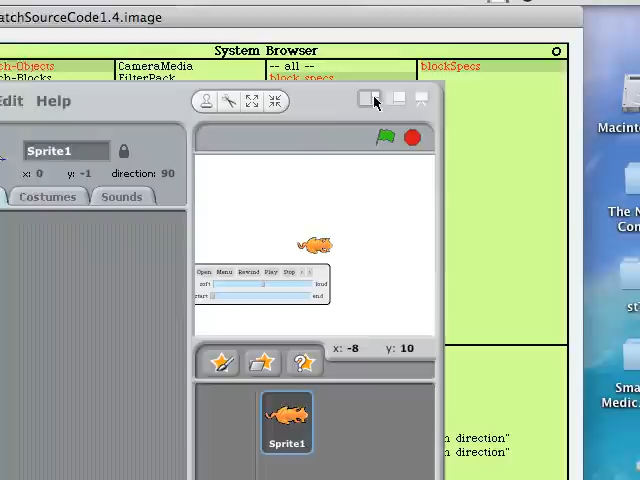 atchSourceCode1.4.image
System Browser
ch-Objects CameraMedia -- all -- blockSpecs
ch-Blocks FilterPack block specs
Edit Help
Sprite1
x: 0 y: -1 direction: 90
Costumes Sounds
Open Menu Rewind Play Stop
soft loud
start end
x: -8 y: 10
Sprite1
n direction"
n direction"
Macinto
The N
Con
st
Sma
Medic.